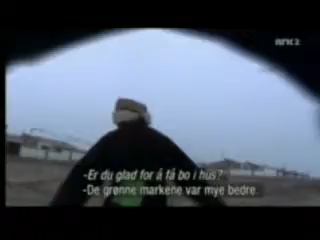 NRK2
-Er du glad for å få bo i hus?
-De grønne markene var mye bedre.